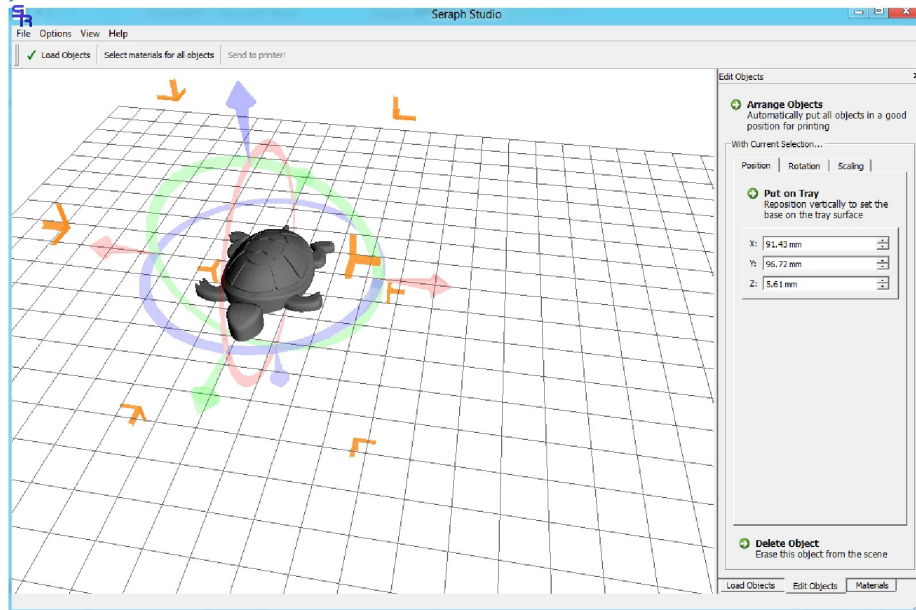 SR
Seraph Studio
File Options View Help
Load Objects Select materials for all objects Send to printer!
Edit Objects
Arrange Objects
Automatically put all objects in a good
position for printing
With Current Selection...
Position Rotation Scaling
Put on Tray
Reposition vertically to set the
base on the tray surface
X: 91.43 mm
Y: 96.72 mm
Z: 5.61 mm
Delete Object
Erase this object from the scene
Load Objects Edit Objects Materials